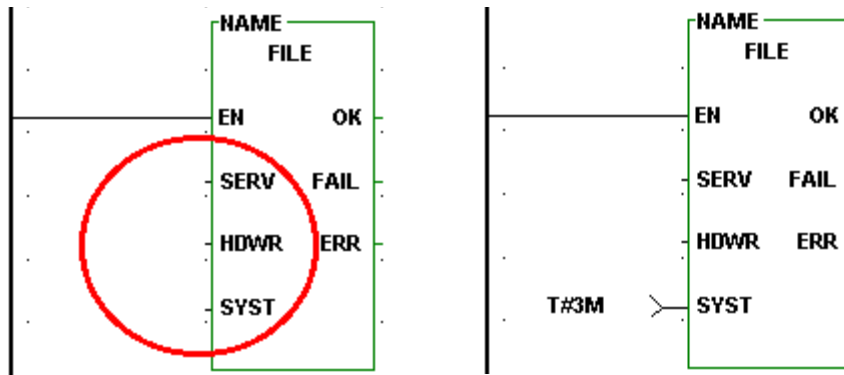 NAME
FILE
EN OK
SERV FAIL
HDWR ERR
SYST
NAME
FILE
EN OK
SERV FAIL
HDWR ERR
T#3M SYST